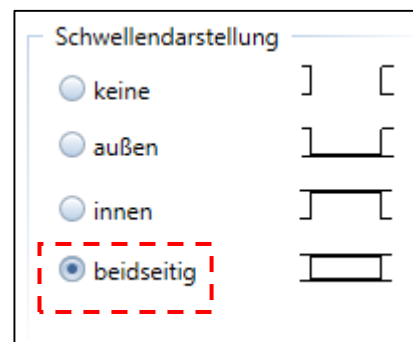 Schwellendarstellung
keine
außen
innen
beidseitig